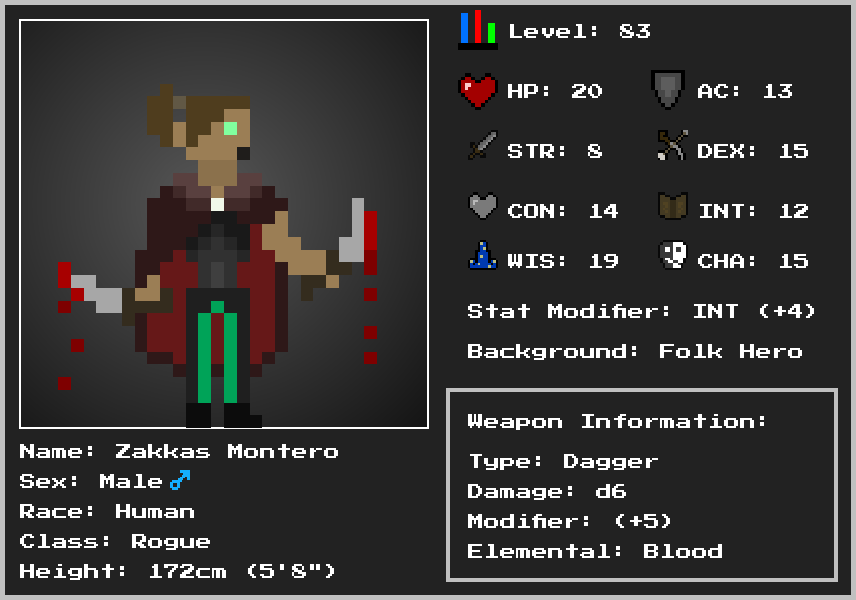 Level: 83
HP: 20 AC: 13
STR: 8 DEX: 15
CON: 14 INT: 12
WIS: 19 CHA: 15
Stat Modifier: INT (+4)
Background: Folk Hero
Weapon Information:
Type: Dagger
Damage: d6
Modifier: (+5)
Elemental: Blood
Name: Zakkas Montero
Sex: Male ♂
Race: Human
Class: Rogue
Height: 172cm (5'8")